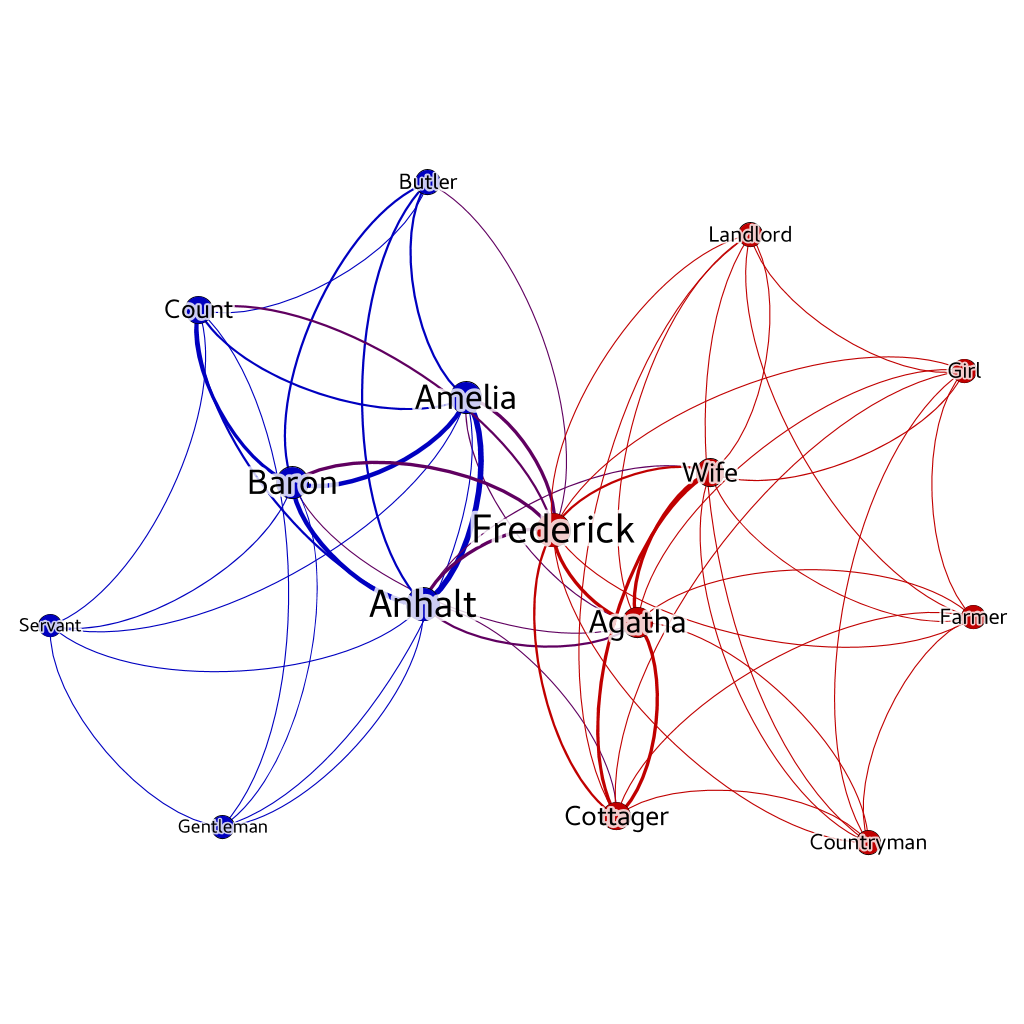 Butler
Landlord
Count
Girl
Amelia
Wife
Baron
Frederick
Anhalt
Agatha
Farmer
Servant
Cottager
Gentleman
Countryman